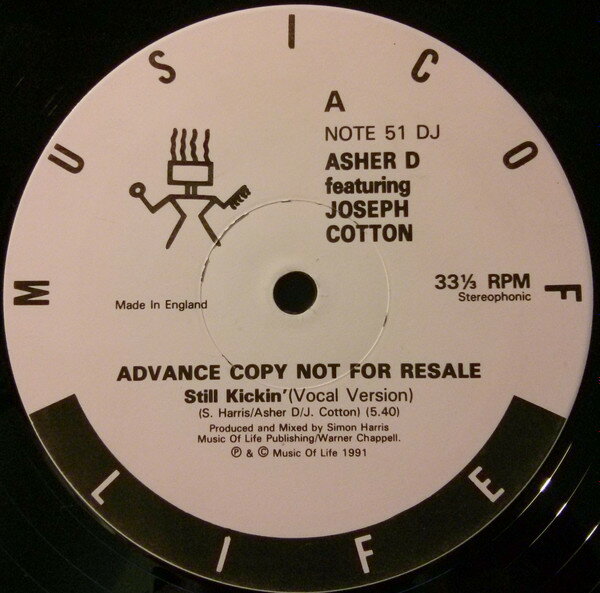 MUSIC OF LIFE
A
NOTE 51 DJ
ASHER D
featuring
JOSEPH
COTTON
33⅓ RPM
Stereophonic
Made In England
ADVANCE COPY NOT FOR RESALE
Still Kickin'(Vocal Version)
(S. Harris/Asher D/J. Cotton) (5.40)
Produced and Mixed by Simon Harris
Music Of Life Publishing/Warner Chappell.
℗ & © Music Of Life 1991